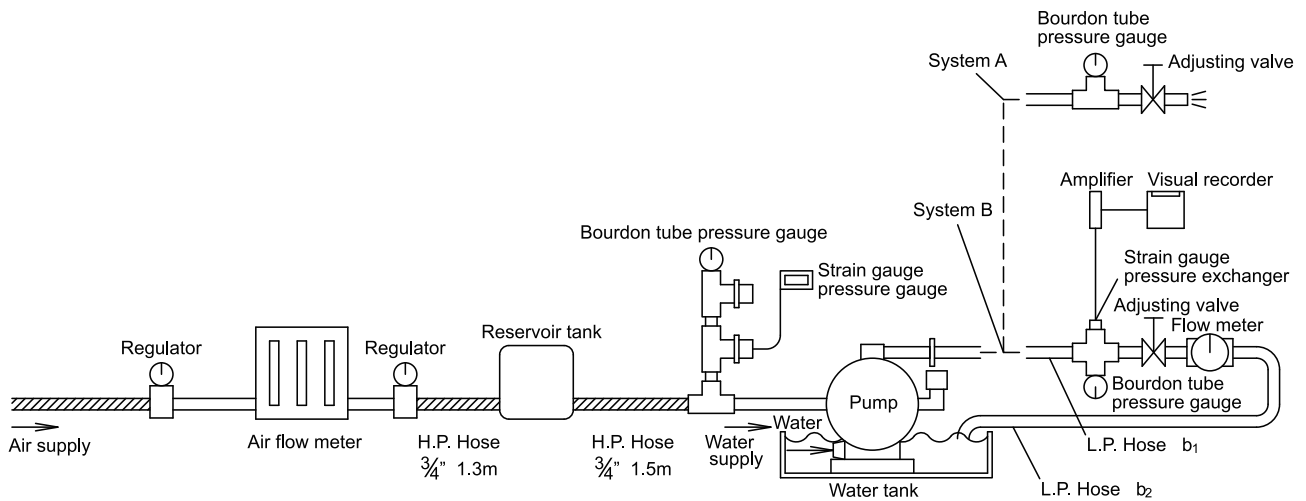 Bourdon tube
pressure gauge
System A
Adjusting valve
Amplifier
Visual recorder
System B
Bourdon tube pressure gauge
Strain gauge
pressure gauge
Strain gauge
pressure exchanger
Adjusting valve
Flow meter
Regulator
Regulator
Reservoir tank
Pump
Bourdon tube
pressure gauge
Air supply
Air flow meter
H.P. Hose
¾" 1.3m
H.P. Hose
¾" 1.5m
Water
supply
Water
Water tank
L.P. Hose b₁
L.P. Hose b₂